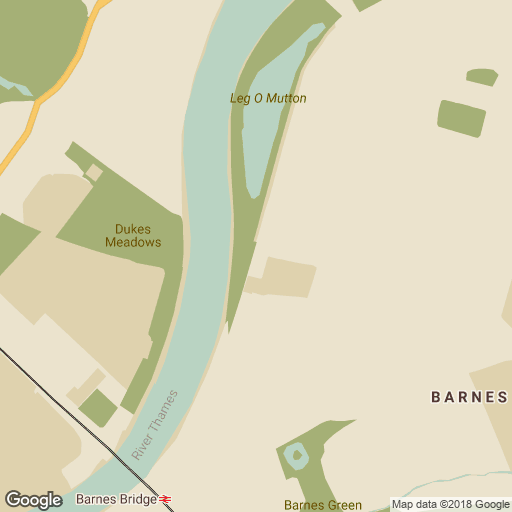 Leg O Mutton
Dukes
Meadows
BARNES
River Thames
Barnes Bridge
Barnes Green
Google
Map data ©2018 Google